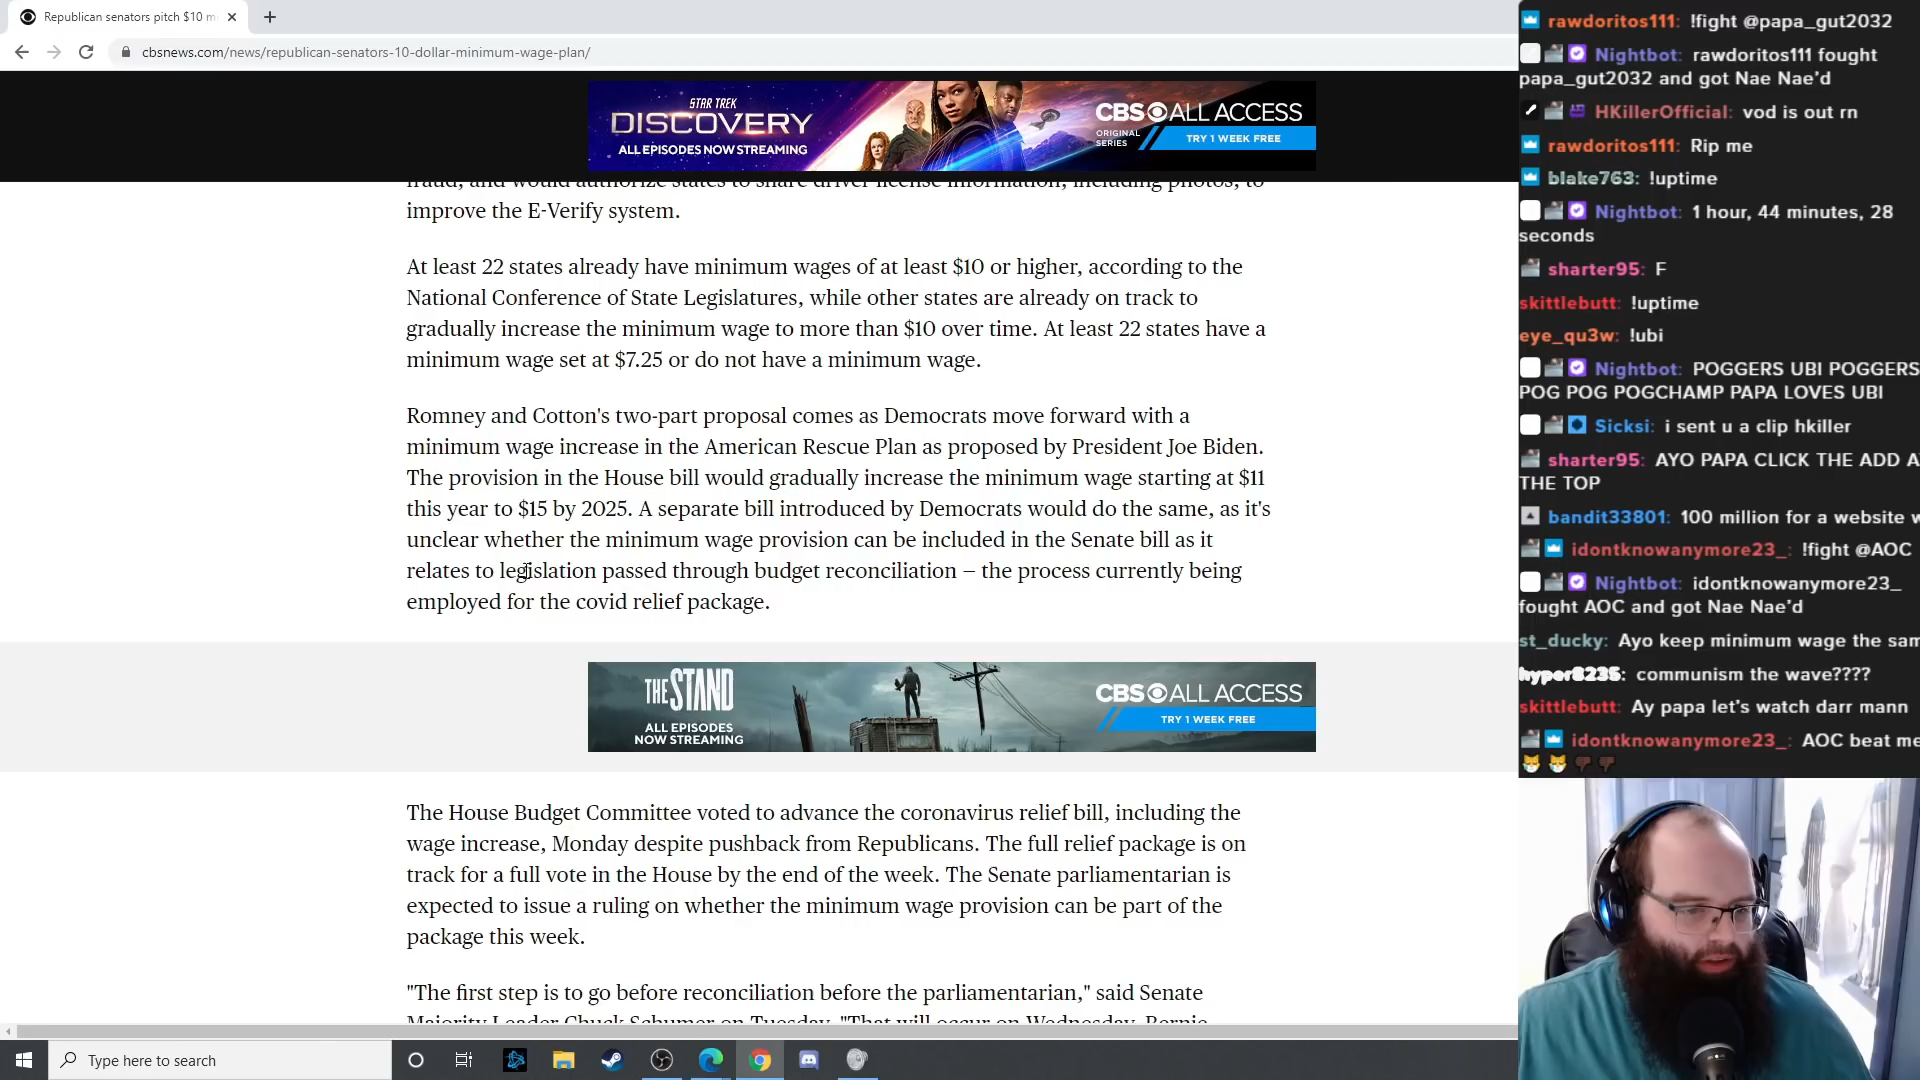 Republican senators pitch $10 m
cbsnews.com/news/republican-senators-10-dollar-minimum-wage-plan/
STAR TREK
DISCOVERY
ALL EPISODES NOW STREAMING
CBS ALL ACCESS
ORIGINAL
SERIES
TRY 1 WEEK FREE
fraud, and would authorize states to share driver license information, including photos, to
improve the E-Verify system.
At least 22 states already have minimum wages of at least $10 or higher, according to the
National Conference of State Legislatures, while other states are already on track to
gradually increase the minimum wage to more than $10 over time. At least 22 states have a
minimum wage set at $7.25 or do not have a minimum wage.
Romney and Cotton's two-part proposal comes as Democrats move forward with a
minimum wage increase in the American Rescue Plan as proposed by President Joe Biden.
The provision in the House bill would gradually increase the minimum wage starting at $11
this year to $15 by 2025. A separate bill introduced by Democrats would do the same, as it's
unclear whether the minimum wage provision can be included in the Senate bill as it
relates to legislation passed through budget reconciliation — the process currently being
employed for the covid relief package.
THE STAND
ALL EPISODES
NOW STREAMING
CBS ALL ACCESS
TRY 1 WEEK FREE
The House Budget Committee voted to advance the coronavirus relief bill, including the
wage increase, Monday despite pushback from Republicans. The full relief package is on
track for a full vote in the House by the end of the week. The Senate parliamentarian is
expected to issue a ruling on whether the minimum wage provision can be part of the
package this week.
"The first step is to go before reconciliation before the parliamentarian," said Senate
Majority Leader Chuck Schumer on Tuesday. "That will occur on Wednesday. Bernie
Type here to search
rawdoritos111: !fight @papa_gut2032
Nightbot: rawdoritos111 fought
papa_gut2032 and got Nae Nae'd
HKillerOfficial: vod is out rn
rawdoritos111: Rip me
blake763: !uptime
Nightbot: 1 hour, 44 minutes, 28
seconds
sharter95: F
skittlebutt: !uptime
eye_qu3w: !ubi
Nightbot: POGGERS UBI POGGERS
POG POG POGCHAMP PAPA LOVES UBI
Sicksi: i sent u a clip hkiller
sharter95: AYO PAPA CLICK THE ADD A
THE TOP
bandit33801: 100 million for a website w
idontknowanymore23_: !fight @AOC
Nightbot: idontknowanymore23_
fought AOC and got Nae Nae'd
st_ducky: Ayo keep minimum wage the sam
hyper8235: communism the wave????
skittlebutt: Ay papa let's watch darr mann
idontknowanymore23_: AOC beat me